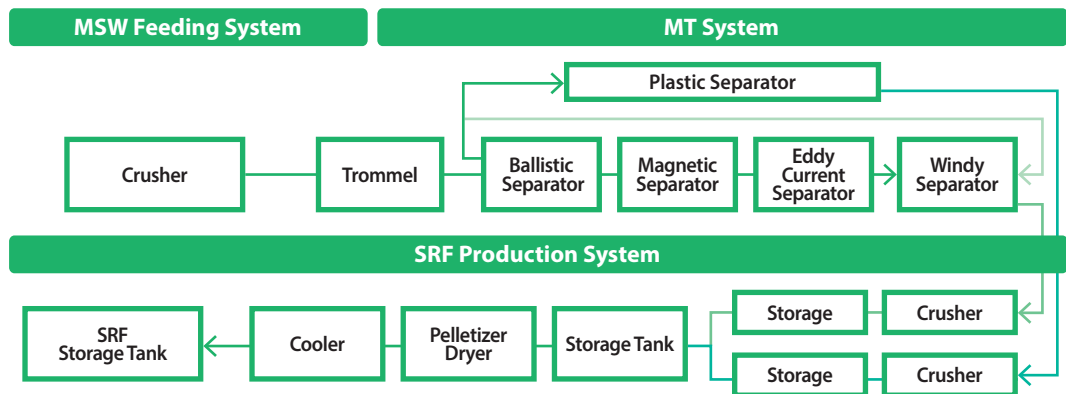 MSW Feeding System
MT System
Plastic Separator
Crusher
Trommel
Ballistic
Separator
Magnetic
Separator
Eddy
Current
Separator
Windy
Separator
SRF Production System
SRF
Storage Tank
Cooler
Pelletizer
Dryer
Storage Tank
Storage
Crusher
Storage
Crusher